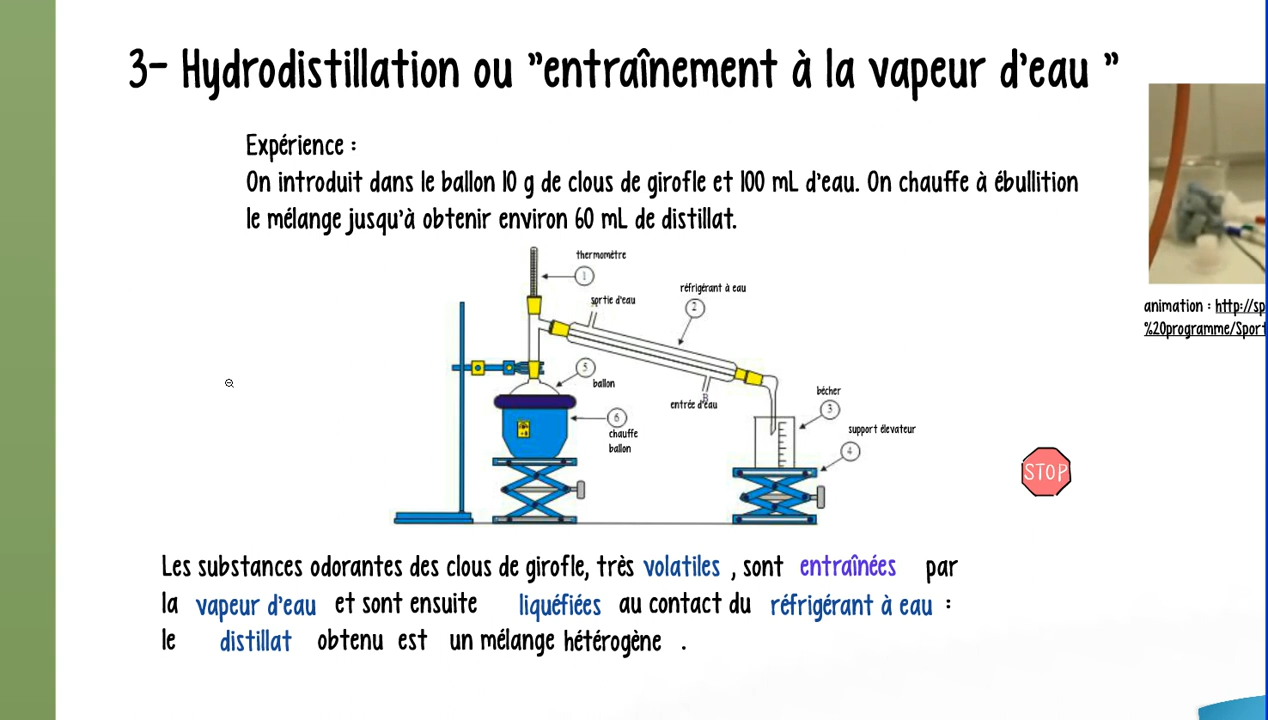 3- Hydrodistillation ou "entraînement à la vapeur d'eau "
Expérience :
On introduit dans le ballon 10 g de clous de girofle et 100 mL d'eau. On chauffe à ébullition
le mélange jusqu'à obtenir environ 60 mL de distillat.
thermomètre
1
sortie d'eau
réfrigérant à eau
2
5
ballon
entrée d'eau
bécher
3
6
chauffe
ballon
support élevateur
4
STOP
animation : http://sp
%20programme/Sport
Les substances odorantes des clous de girofle, très volatiles , sont entraînées par
la vapeur d'eau et sont ensuite liquéfiées au contact du réfrigérant à eau :
le distillat obtenu est un mélange hétérogène .